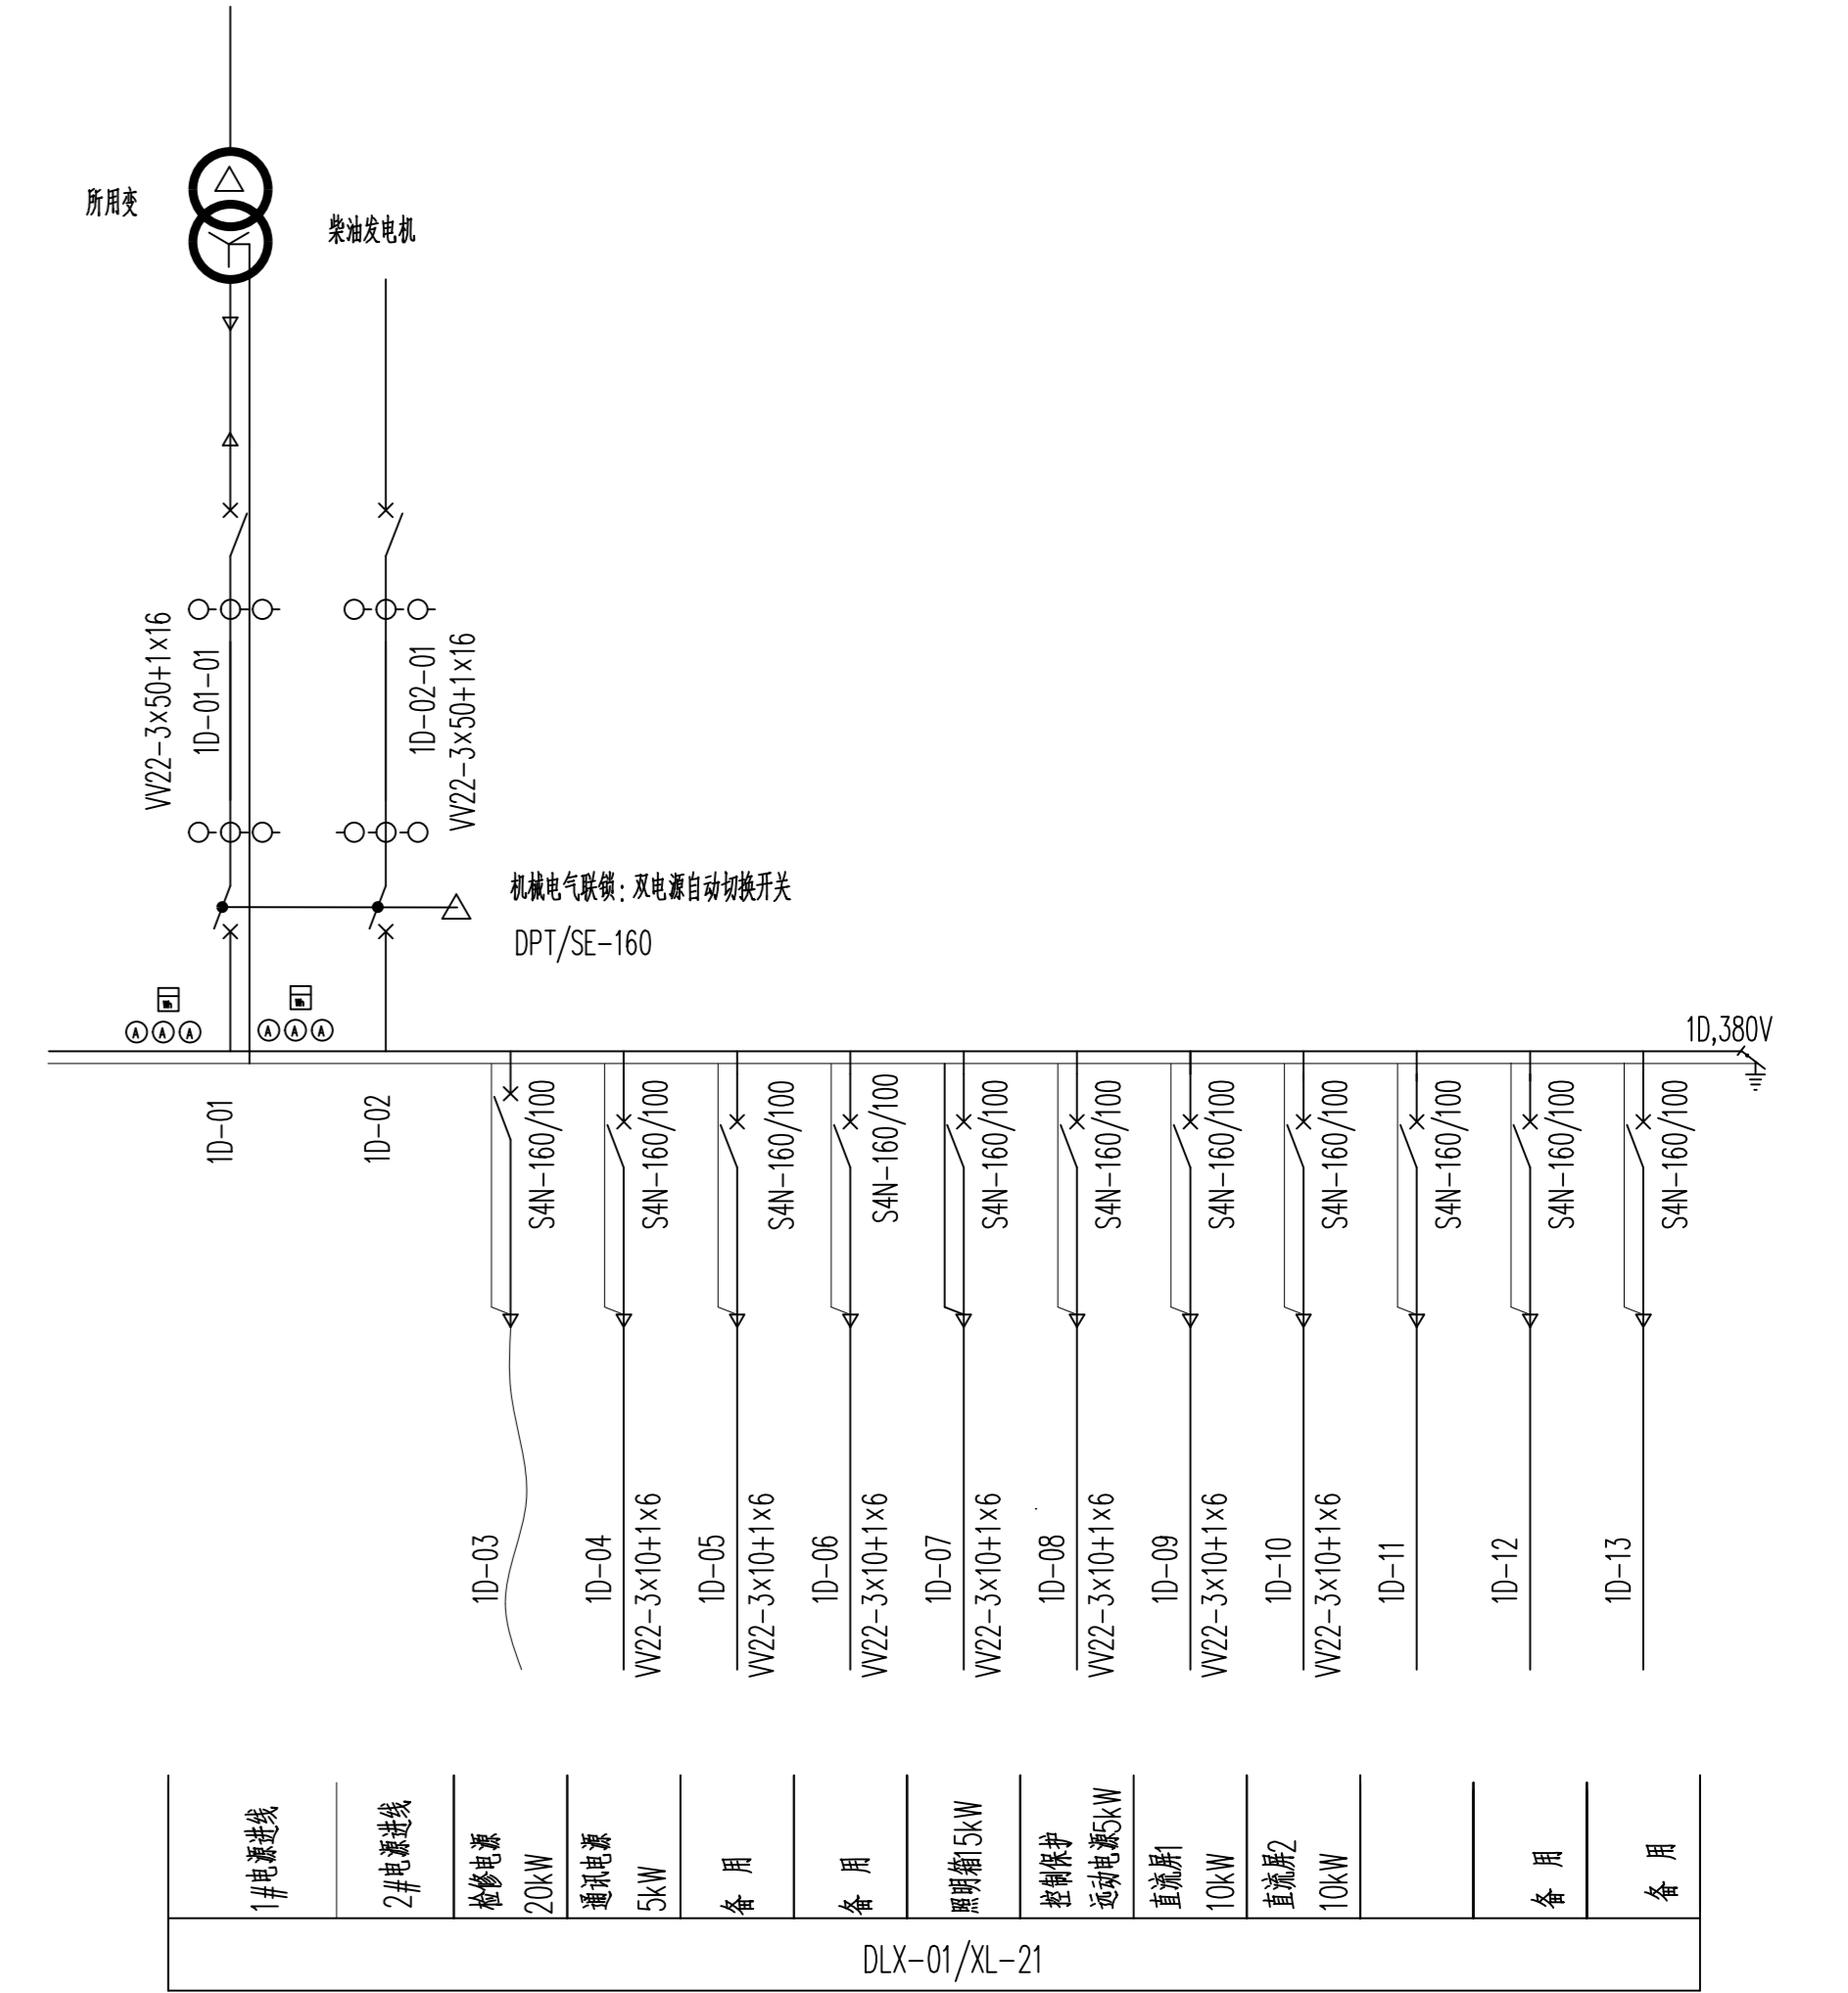 所用变
柴油发电机
VV22-3×50+1×16
1D-01-01
1D-02-01
VV22-3×50+1×16
机械电气联锁：双电源自动切换开关
DPT/SE-160
Wh
Wh
A A A
A A A
1D,380V
1D-01
1D-02
S4N-160/100
S4N-160/100
S4N-160/100
S4N-160/100
S4N-160/100
S4N-160/100
S4N-160/100
S4N-160/100
S4N-160/100
S4N-160/100
S4N-160/100
1D-03
1D-04
VV22-3×10+1×6
1D-05
VV22-3×10+1×6
1D-06
VV22-3×10+1×6
1D-07
VV22-3×10+1×6
1D-08
VV22-3×10+1×6
1D-09
VV22-3×10+1×6
1D-10
VV22-3×10+1×6
1D-11
1D-12
1D-13
1#电源进线
2#电源进线
检修电源
20kW
通讯电源
5kW
备 用
备 用
照明箱15kW
控制保护
远动电源5kW
直流屏1
10kW
直流屏2
10kW
备 用
备 用
DLX-01/XL-21